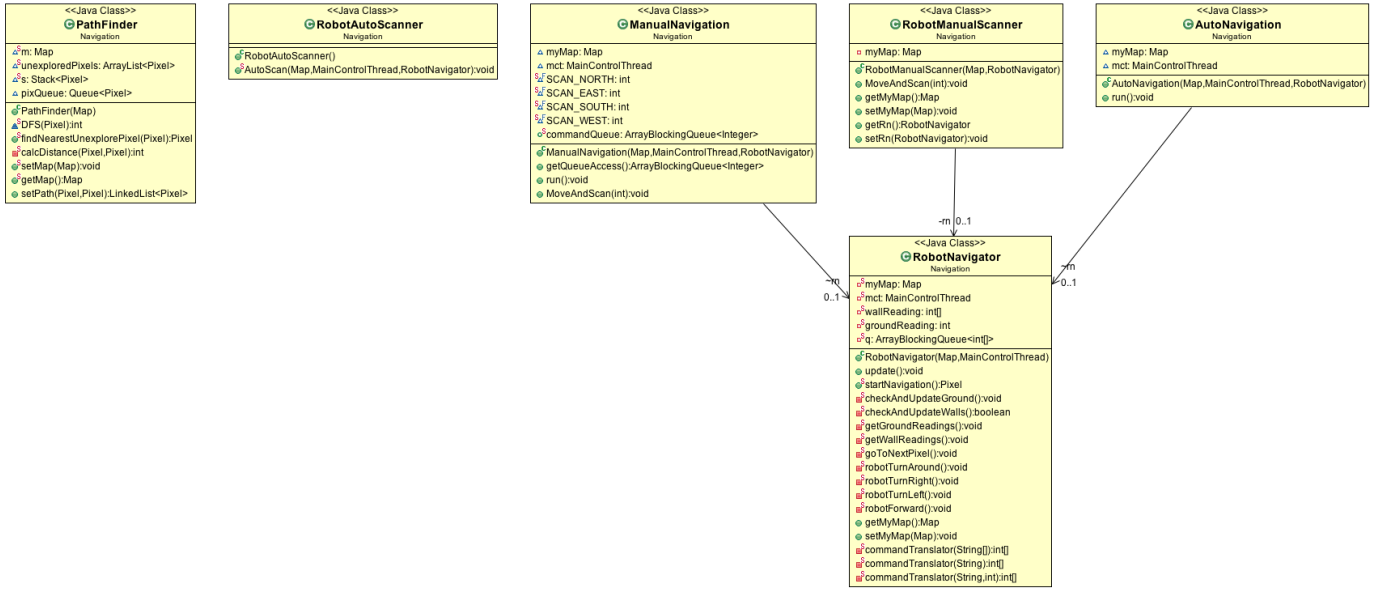 <<Java Class>>
PathFinder
Navigation
m: Map
unexploredPixels: ArrayList<Pixel>
s: Stack<Pixel>
pixQueue: Queue<Pixel>
PathFinder(Map)
DFS(Pixel):int
findNearestUnexplorePixel(Pixel):Pixel
calcDistance(Pixel,Pixel):int
setMap(Map):void
getMap():Map
setPath(Pixel,Pixel):LinkedList<Pixel>
<<Java Class>>
RobotAutoScanner
Navigation
RobotAutoScanner()
AutoScan(Map,MainControlThread,RobotNavigator):void
<<Java Class>>
ManualNavigation
Navigation
myMap: Map
mct: MainControlThread
SCAN_NORTH: int
SCAN_EAST: int
SCAN_SOUTH: int
SCAN_WEST: int
commandQueue: ArrayBlockingQueue<Integer>
ManualNavigation(Map,MainControlThread,RobotNavigator)
getQueueAccess():ArrayBlockingQueue<Integer>
run():void
MoveAndScan(int):void
<<Java Class>>
RobotManualScanner
Navigation
myMap: Map
RobotManualScanner(Map,RobotNavigator)
MoveAndScan(int):void
getMyMap():Map
setMyMap(Map):void
getRn():RobotNavigator
setRn(RobotNavigator):void
<<Java Class>>
AutoNavigation
Navigation
myMap: Map
mct: MainControlThread
AutoNavigation(Map,MainControlThread,RobotNavigator)
run():void
~rn
0..1
-rn 0..1
~rn
0..1
<<Java Class>>
RobotNavigator
Navigation
myMap: Map
mct: MainControlThread
wallReading: int[]
groundReading: int
q: ArrayBlockingQueue<int[]>
RobotNavigator(Map,MainControlThread)
update():void
startNavigation():Pixel
checkAndUpdateGround():void
checkAndUpdateWalls():boolean
getGroundReadings():void
getWallReadings():void
goToNextPixel():void
robotTurnAround():void
robotTurnRight():void
robotTurnLeft():void
robotForward():void
getMyMap():Map
setMyMap(Map):void
commandTranslator(String[]):int[]
commandTranslator(String):int[]
commandTranslator(String,int):int[]